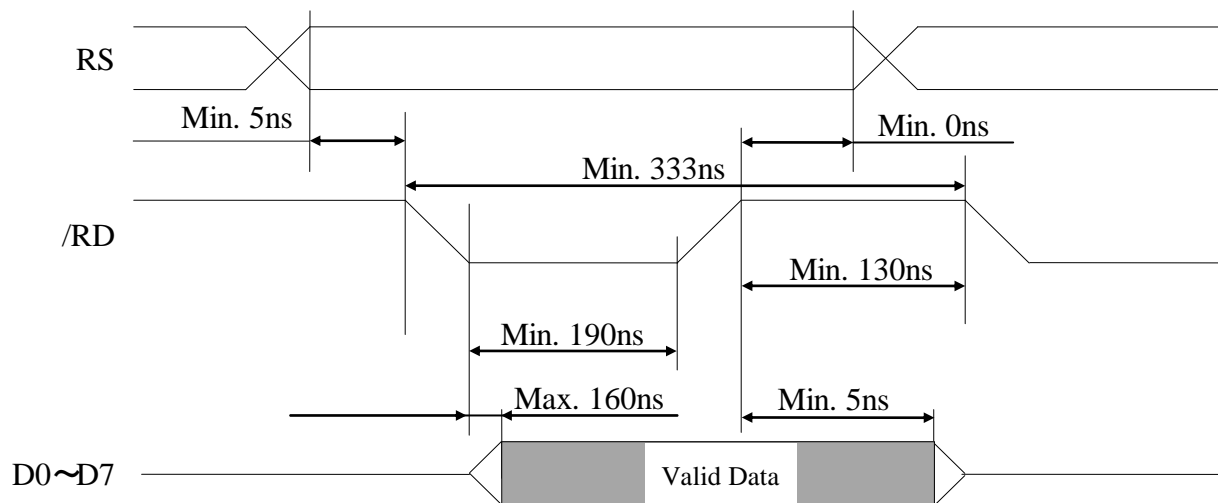 RS
Min. 5ns
Min. 0ns
Min. 333ns
/RD
Min. 130ns
Min. 190ns
Max. 160ns
Min. 5ns
D0～D7
Valid Data